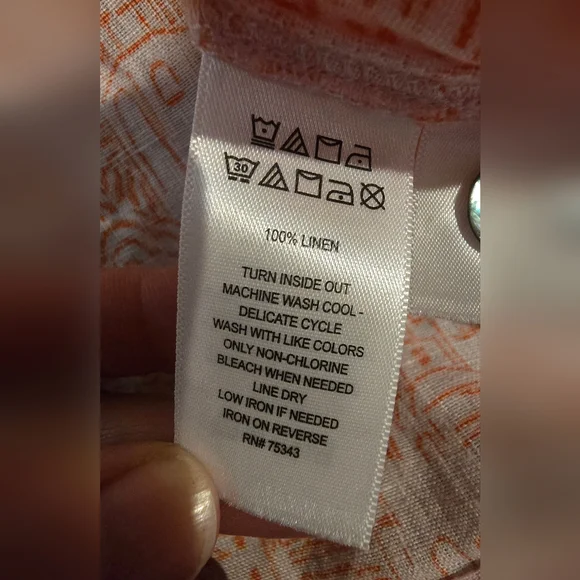 30
100% LINEN
TURN INSIDE OUT
MACHINE WASH COOL -
DELICATE CYCLE
WASH WITH LIKE COLORS
ONLY NON-CHLORINE
BLEACH WHEN NEEDED
LINE DRY
LOW IRON IF NEEDED
IRON ON REVERSE
RN# 75343